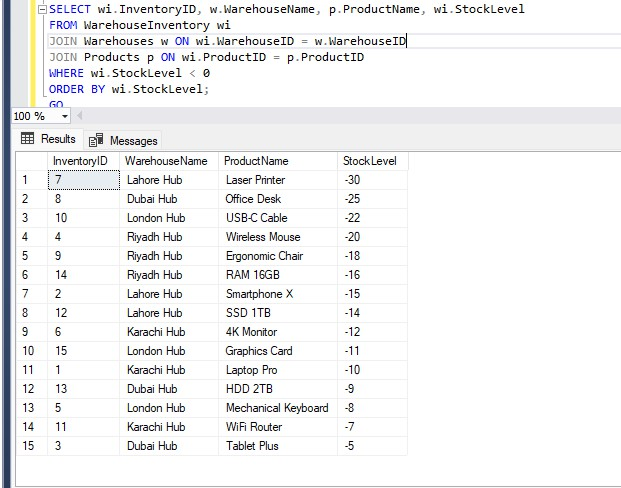 SELECT wi.InventoryID, w.WarehouseName, p.ProductName, wi.StockLevel
FROM WarehouseInventory wi
JOIN Warehouses w ON wi.WarehouseID = w.WarehouseID
JOIN Products p ON wi.ProductID = p.ProductID
WHERE wi.StockLevel < 0
ORDER BY wi.StockLevel;
GO
100 %
Results Messages
InventoryID WarehouseName ProductName StockLevel
1 7 Lahore Hub Laser Printer -30
2 8 Dubai Hub Office Desk -25
3 10 London Hub USB-C Cable -22
4 4 Riyadh Hub Wireless Mouse -20
5 9 Riyadh Hub Ergonomic Chair -18
6 14 Riyadh Hub RAM 16GB -16
7 2 Lahore Hub Smartphone X -15
8 12 Lahore Hub SSD 1TB -14
9 6 Karachi Hub 4K Monitor -12
10 15 London Hub Graphics Card -11
11 1 Karachi Hub Laptop Pro -10
12 13 Dubai Hub HDD 2TB -9
13 5 London Hub Mechanical Keyboard -8
14 11 Karachi Hub WiFi Router -7
15 3 Dubai Hub Tablet Plus -5